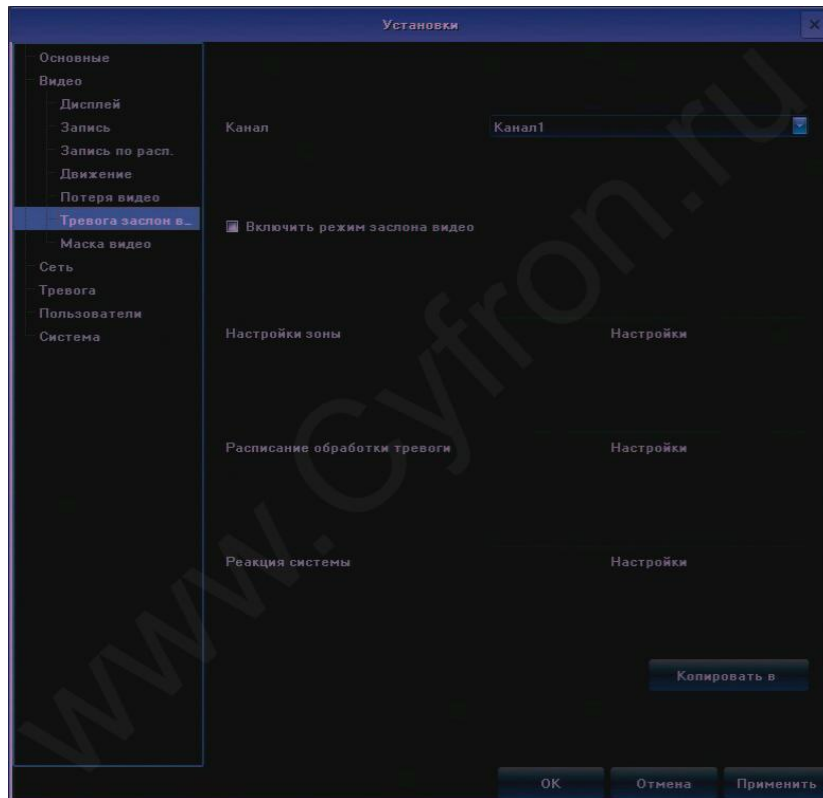 Установки
Основные
Видео
Дисплей
Запись
Запись по расп.
Движение
Потеря видео
Тревога заслон в…
Маска видео
Сеть
Тревога
Пользователи
Система
Канал Канал1
Включить режим заслона видео
Настройки зоны Настройки
Расписание обработки тревоги Настройки
Реакция системы Настройки
Копировать в
ОК Отмена Применить
www.Cyfron.ru